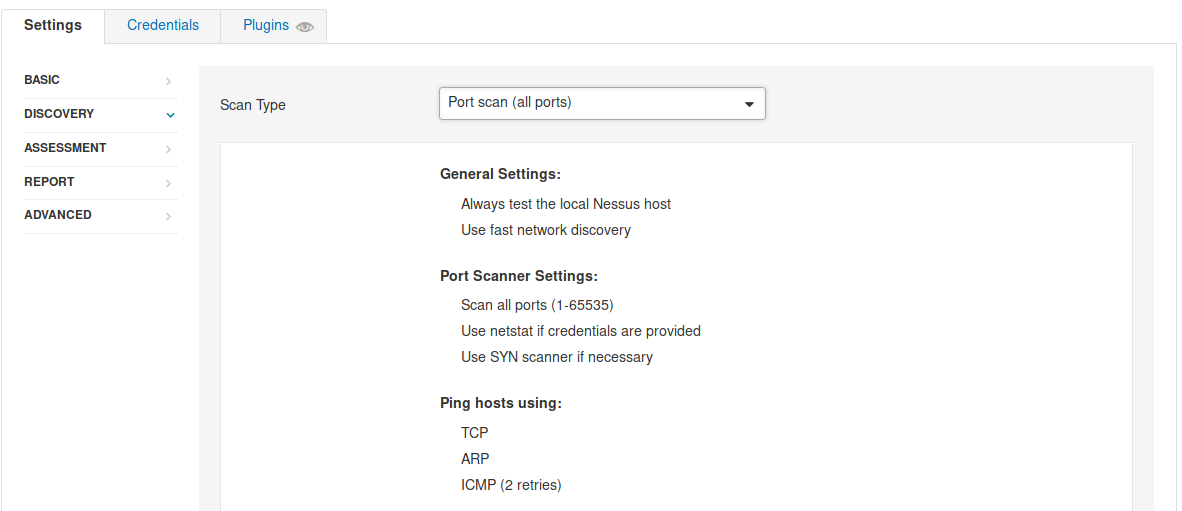 Settings Credentials Plugins
BASIC
DISCOVERY
ASSESSMENT
REPORT
ADVANCED
Scan Type Port scan (all ports)
General Settings:
Always test the local Nessus host
Use fast network discovery
Port Scanner Settings:
Scan all ports (1-65535)
Use netstat if credentials are provided
Use SYN scanner if necessary
Ping hosts using:
TCP
ARP
ICMP (2 retries)